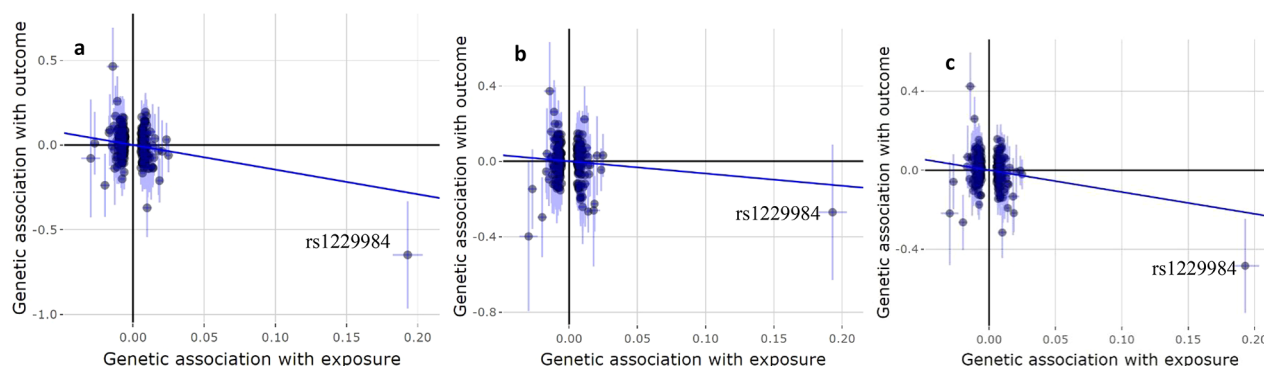 a
Genetic association with outcome
0.5
0.0
-0.5
-1.0
rs1229984
0.00
0.05
0.10
0.15
0.20
Genetic association with exposure
b
Genetic association with outcome
0.4
0.0
-0.4
-0.8
rs1229984
0.00
0.05
0.10
0.15
0.20
Genetic association with exposure
c
Genetic association with outcome
0.4
0.0
-0.4
rs1229984
0.00
0.05
0.10
0.15
0.20
Genetic association with exposure